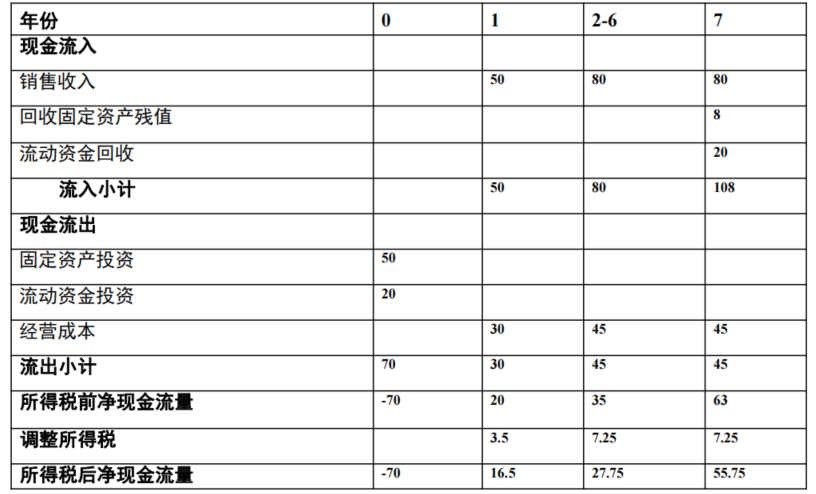 年份 0 1 2-6 7
现金流入
销售收入 50 80 80
回收固定资产残值 8
流动资金回收 20
流入小计 50 80 108
现金流出
固定资产投资 50
流动资金投资 20
经营成本 30 45 45
流出小计 70 30 45 45
所得税前净现金流量 -70 20 35 63
调整所得税 3.5 7.25 7.25
所得税后净现金流量 -70 16.5 27.75 55.75